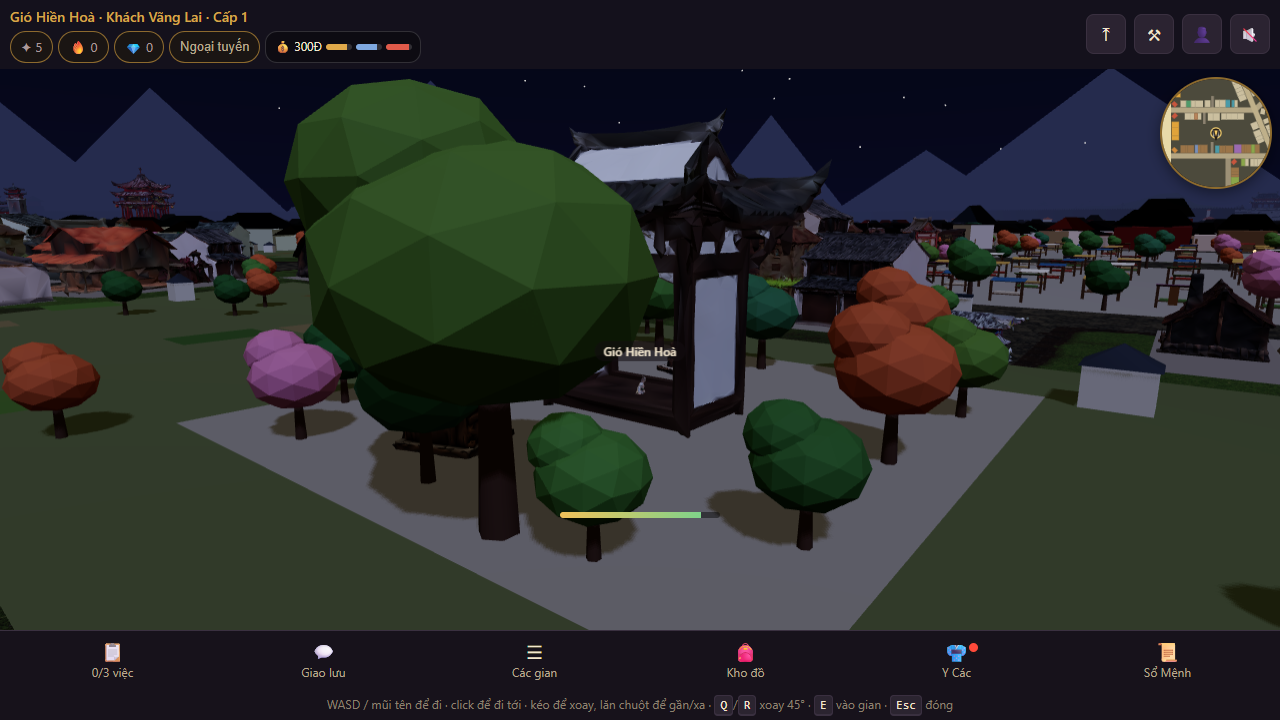 Gió Hiền Hoà · Khách Vãng Lai · Cấp 1
5
0
0
Ngoại tuyến
300Đ
Gió Hiền Hoà
0/3 việc
Giao lưu
Các gian
Kho đồ
Y Các
Sổ Mệnh
WASD / mũi tên để đi · click để đi tới · kéo để xoay, lăn chuột để gần/xa · Q / R xoay 45° · E vào gian · Esc đóng